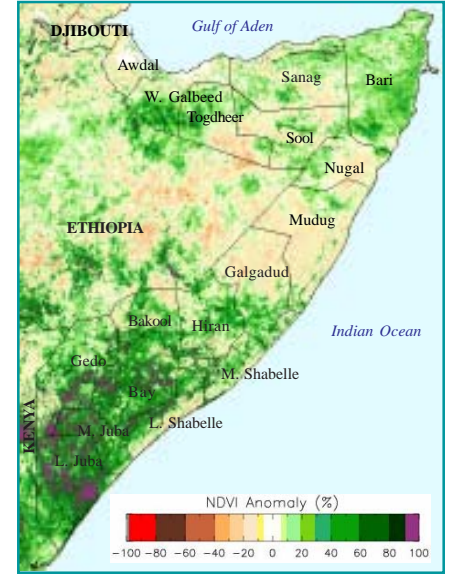 DJIBOUTI
Gulf of Aden
Awdal
Sanag
Bari
W. Galbeed
Togdheer
Sool
Nugal
Mudug
ETHIOPIA
Galgadud
Bakool
Hiran
Indian Ocean
Gedo
M. Shabelle
Bay
L. Shabelle
KENYA
M. Juba
L. Juba
NDVI Anomaly (%)
-100 -80 -60 -40 -20 0 20 40 60 80 100